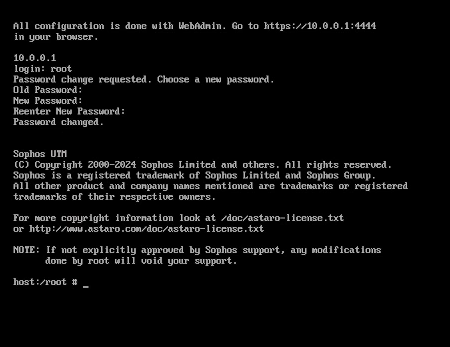 All configuration is done with WebAdmin. Go to https://10.0.0.1:4444
in your browser.
10.0.0.1
login: root
Password change requested. Choose a new password.
Old Password:
New Password:
Reenter New Password:
Password changed.
Sophos UTM
(C) Copyright 2000-2024 Sophos Limited and others. All rights reserved.
Sophos is a registered trademark of Sophos Limited and Sophos Group.
All other product and company names mentioned are trademarks or registered
trademarks of their respective owners.
For more copyright information look at /doc/astaro-license.txt
or http://www.astaro.com/doc/astaro-license.txt
NOTE: If not explicitly approved by Sophos support, any modifications
done by root will void your support.
host:/root # _